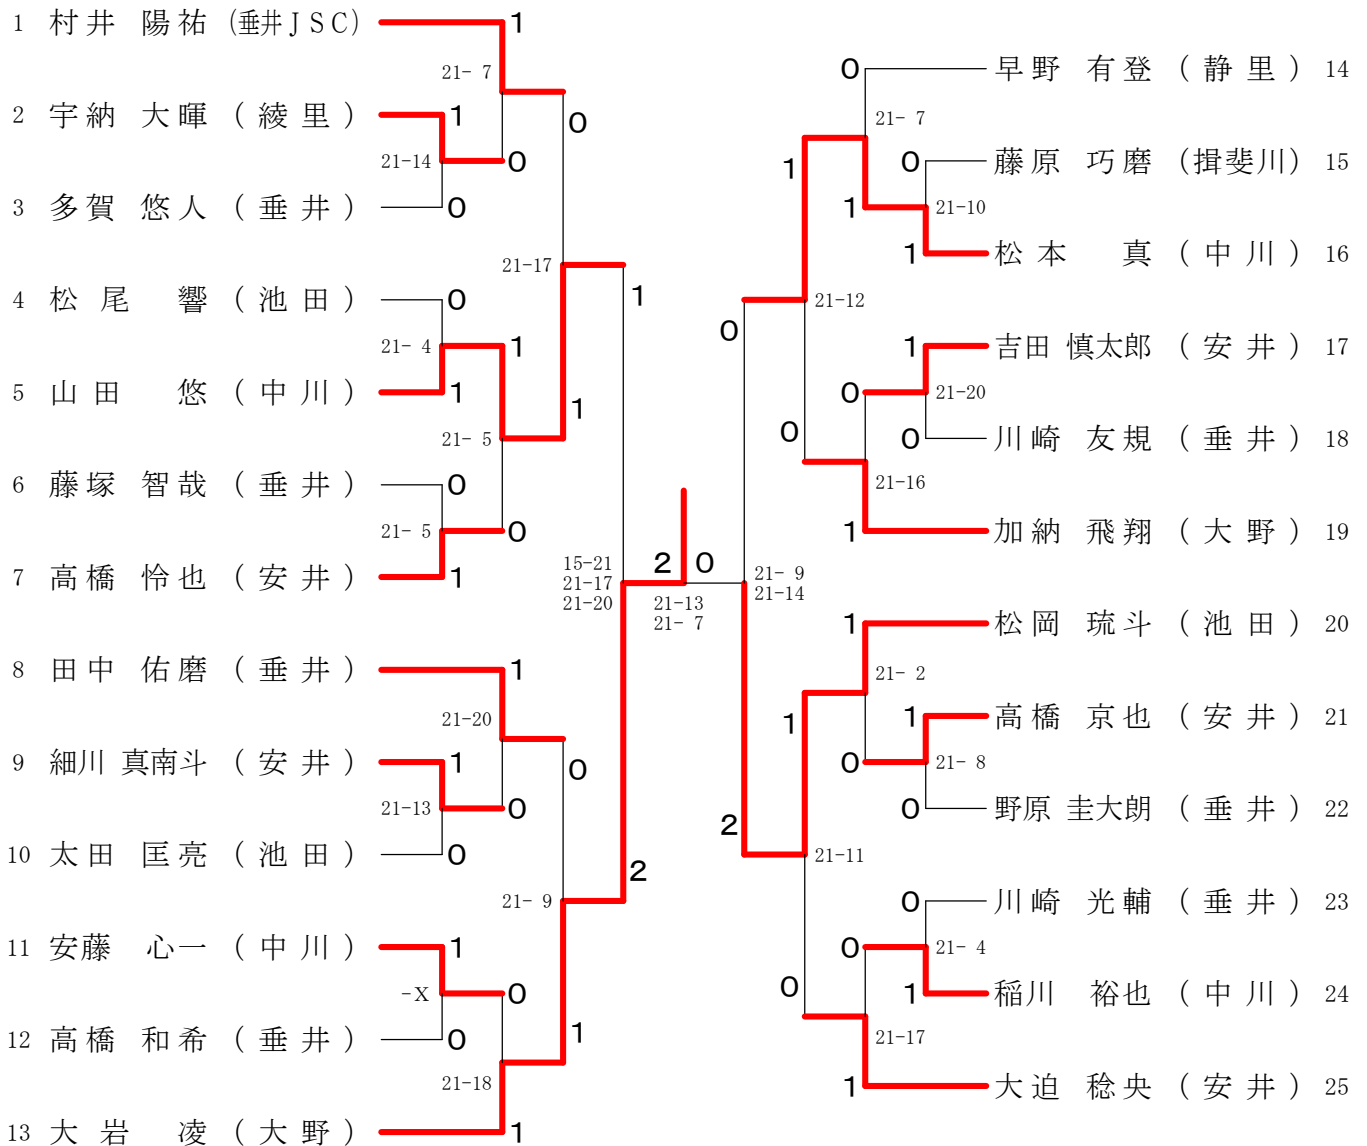 1 村井 陽祐 (垂井ＪＳＣ) 1
21- 7
2 宇納 大暉 （綾里） 1 0
21-14 0
3 多賀 悠人 （垂井） 0
21-17
4 松尾 響 （池田） 0 1
21- 4 1
5 山田 悠 （中川） 1 1
21- 5
6 藤塚 智哉 （垂井） 0
21- 5 0
7 高橋 怜也 （安井） 1
15-21
21-17
21-20
8 田中 佑磨 （垂井） 1
21-20
9 細川 真南斗 （安井） 1 0
21-13 0
10 太田 匡亮 （池田） 0 2
21- 9
11 安藤 心一 （中川） 1
-X 0
12 高橋 和希 （垂井） 0 1
21-18
13 大岩 凌 （大野） 1
2 0
21-13
21- 7
0 早野 有登 （静里） 14
21- 7
1 0 藤原 巧磨 (揖斐川) 15
1 21-10
1 松本 真 （中川） 16
21-12
0 1 吉田 慎太郎 （安井） 17
0 21-20
0 0 川崎 友規 （垂井） 18
21-16
1 加納 飛翔 （大野） 19
21- 9
21-14
1 松岡 琉斗 （池田） 20
21- 2
1 1 高橋 京也 （安井） 21
0 21- 8
2 0 野原 圭大朗 （垂井） 22
21-11
0 川崎 光輔 （垂井） 23
0 21- 4
0 1 稲川 裕也 （中川） 24
21-17
1 大迫 稔央 （安井） 25